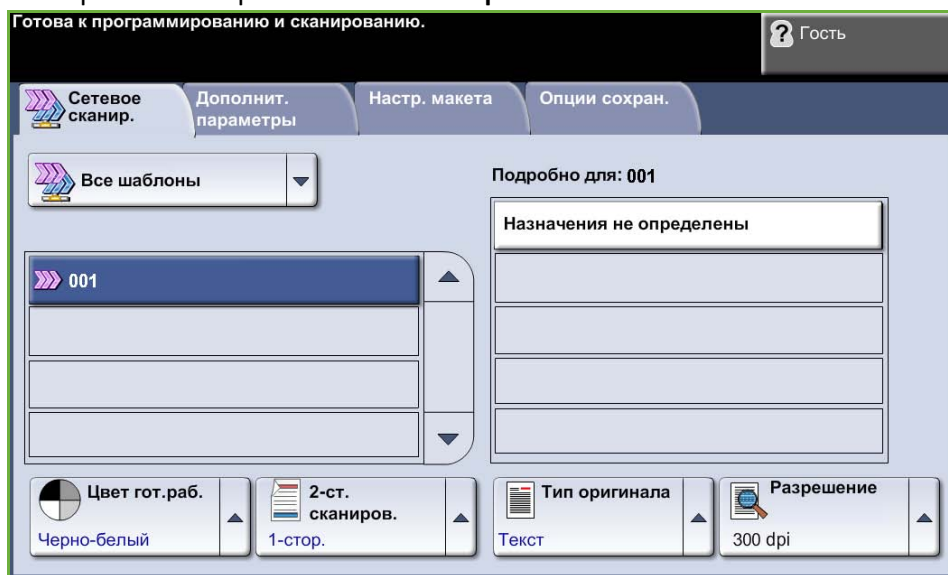 Готова к программированию и сканированию.
Гость
Сетевое
сканир.
Дополнит.
параметры
Настр. макета
Опции сохран.
Все шаблоны
Подробно для: 001
Назначения не определены
001
Цвет гот.раб.
Черно-белый
2-ст.
сканиров.
1-стор.
Тип оригинала
Текст
Разрешение
300 dpi